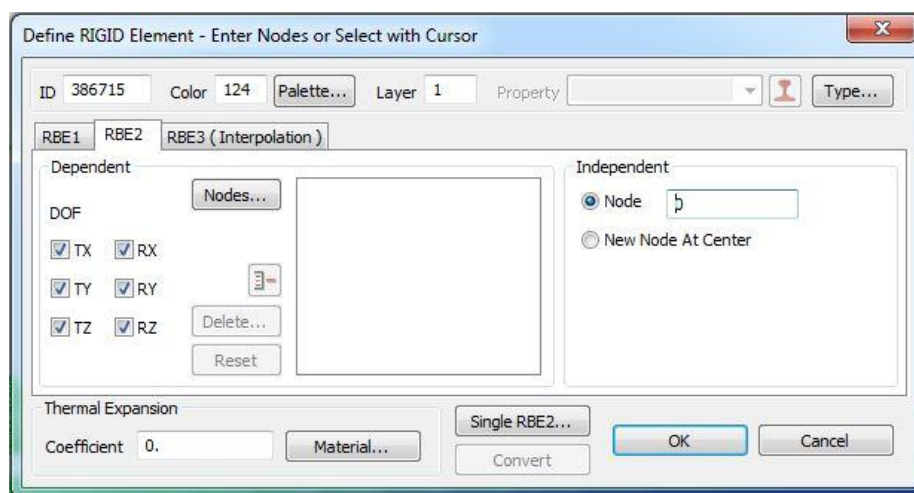 Define RIGID Element - Enter Nodes or Select with Cursor
ID 386715 Color 124 Palette... Layer 1 Property Type...
RBE1 RBE2 RBE3 ( Interpolation )
Dependent
Nodes...
DOF
TX RX
TY RY
TZ RZ
Delete...
Reset
Independent
Node
New Node At Center
Thermal Expansion
Coefficient 0. Material...
Single RBE2...
Convert
OK Cancel